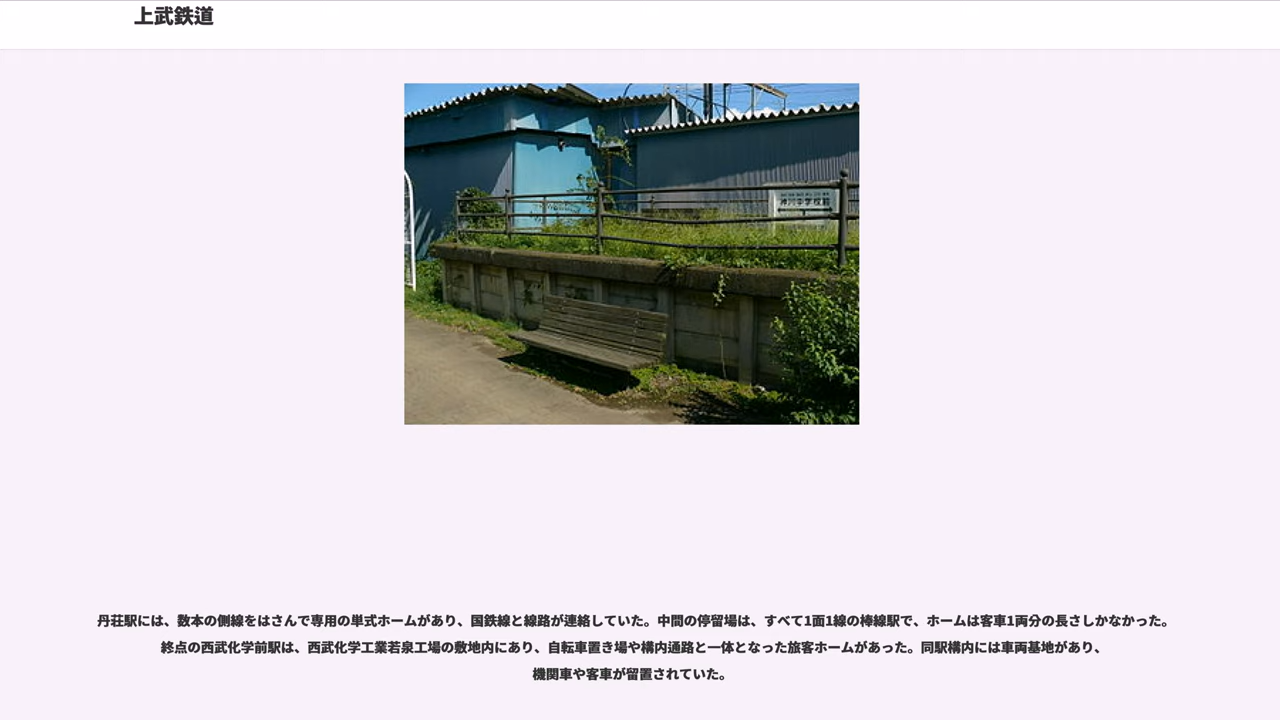 上武鉄道
神川中学校前
丹荘駅には、数本の側線をはさんで専用の単式ホームがあり、国鉄線と線路が連絡していた。中間の停留場は、すべて1面1線の棒線駅で、ホームは客車1両分の長さしかなかった。
終点の西武化学前駅は、西武化学工業若泉工場の敷地内にあり、自転車置き場や構内通路と一体となった旅客ホームがあった。同駅構内には車両基地があり、
機関車や客車が留置されていた。